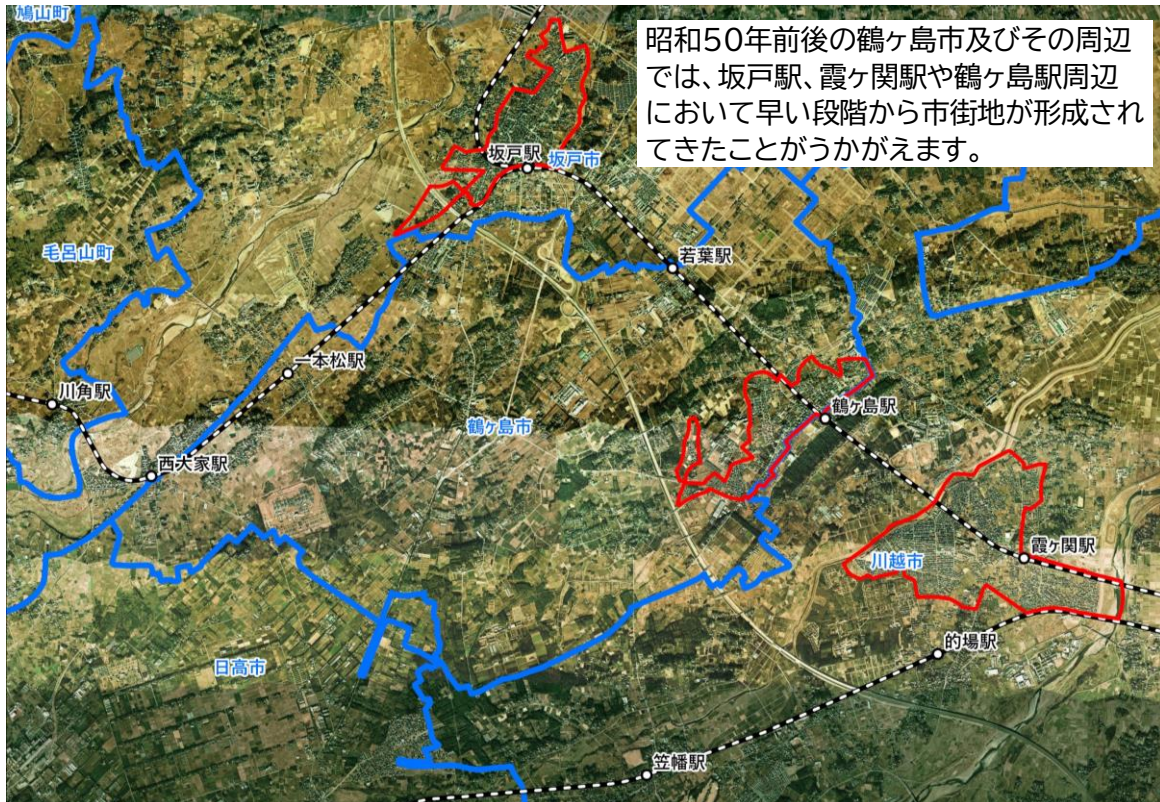 鳩山町
昭和50年前後の鶴ヶ島市及びその周辺
では、坂戸駅、霞ヶ関駅や鶴ヶ島駅周辺
において早い段階から市街地が形成され
てきたことがうかがえます。
坂戸駅
坂戸市
毛呂山町
若葉駅
一本松駅
川角駅
鶴ヶ島駅
鶴ヶ島市
西大家駅
霞ヶ関駅
川越市
的場駅
日高市
笠幡駅